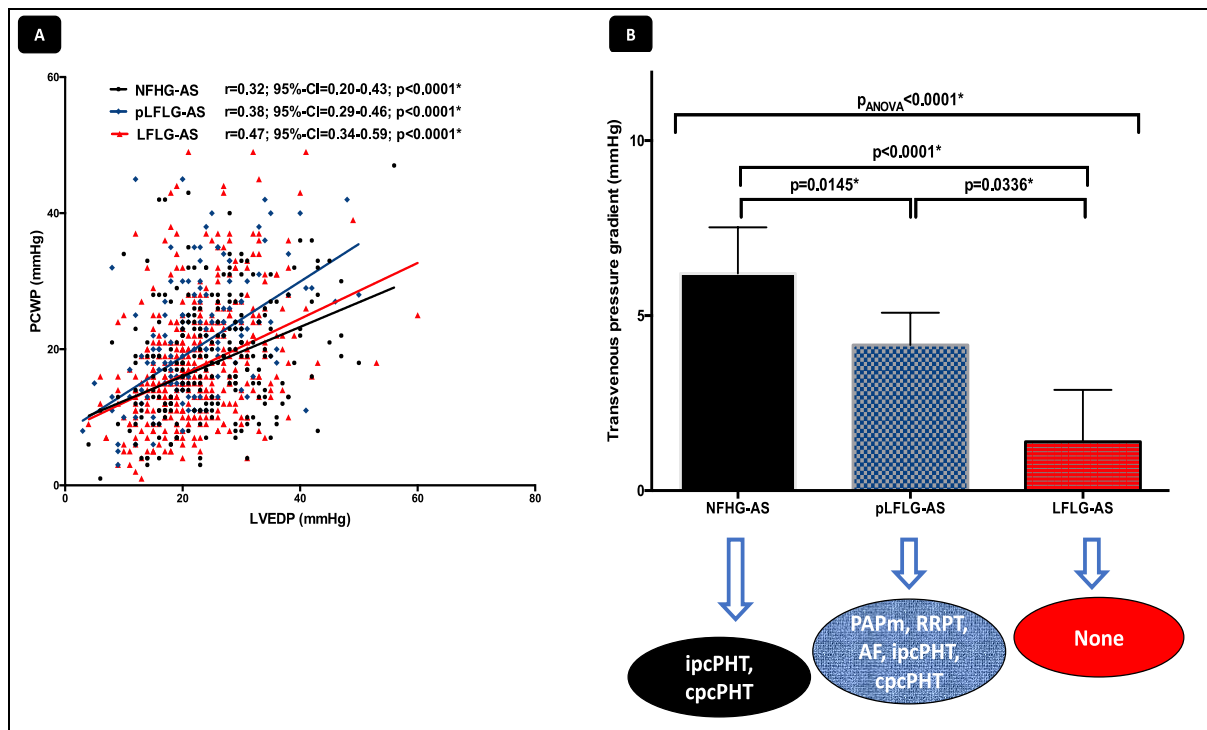 A
60
NFHG-AS r=0.32; 95%-CI=0.20-0.43; p<0.0001*
pLFLG-AS r=0.38; 95%-CI=0.29-0.46; p<0.0001*
LFLG-AS r=0.47; 95%-CI=0.34-0.59; p<0.0001*
40
20
0
PCWP (mmHg)
0 20 40 60 80
LVEDP (mmHg)
B
Transvenous pressure gradient (mmHg)
10
5
0
pANOVA<0.0001*
p<0.0001*
p=0.0145* p=0.0336*
NFHG-AS pLFLG-AS LFLG-AS
ipcPHT,
cpcPHT
PAPm, RRPT,
AF, ipcPHT,
cpcPHT
None